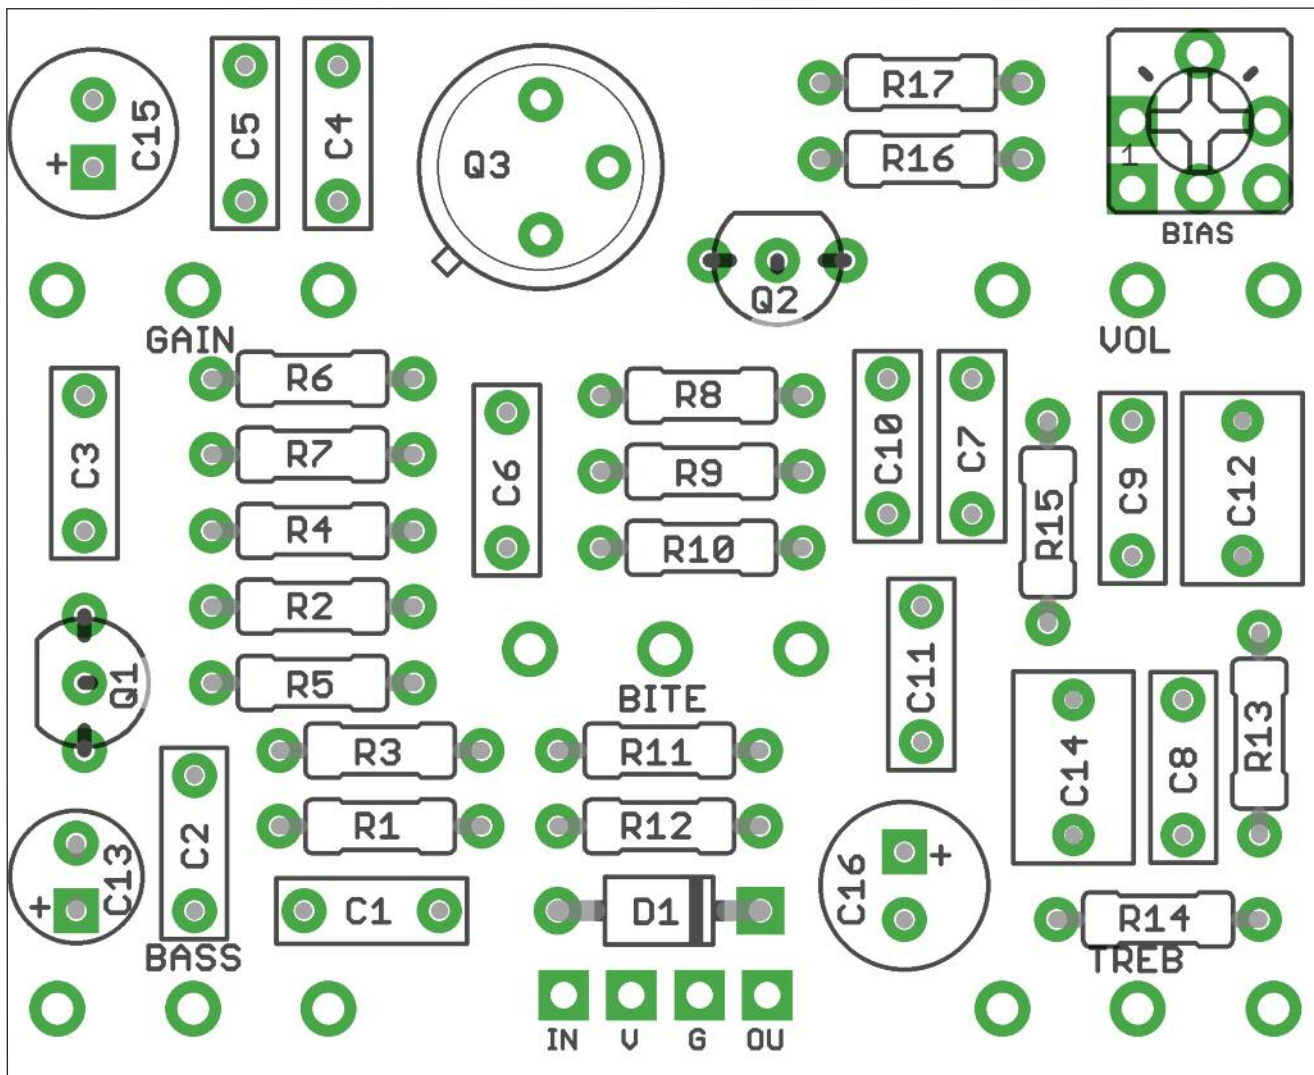 C15
+
C5
C4
Q3
R17
R16
1
BIAS
Q2
GAIN
VOL
R6
R7
R4
R2
R5
R3
R1
C3
C6
R8
R9
R10
C10
C7
R15
C9
C12
Q1
BITE
C11
C14
C8
R13
R11
R12
C2
C13
+
C1
D1
C16
+
R14
BASS
TREB
IN
V
G
OU